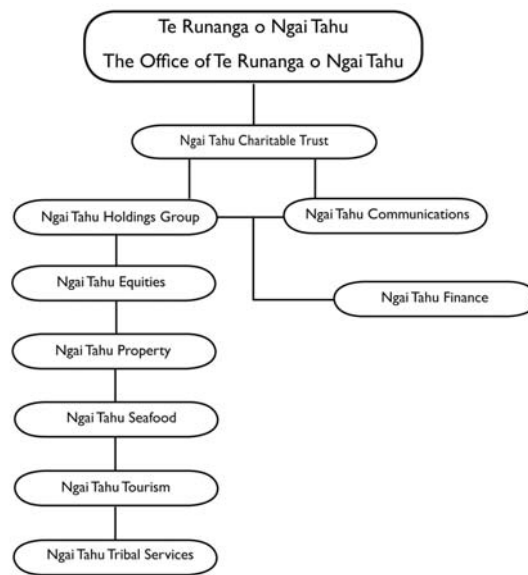 Te Runanga o Ngai Tahu
The Office of Te Runanga o Ngai Tahu
Ngai Tahu Charitable Trust
Ngai Tahu Holdings Group
Ngai Tahu Communications
Ngai Tahu Equities
Ngai Tahu Finance
Ngai Tahu Property
Ngai Tahu Seafood
Ngai Tahu Tourism
Ngai Tahu Tribal Services